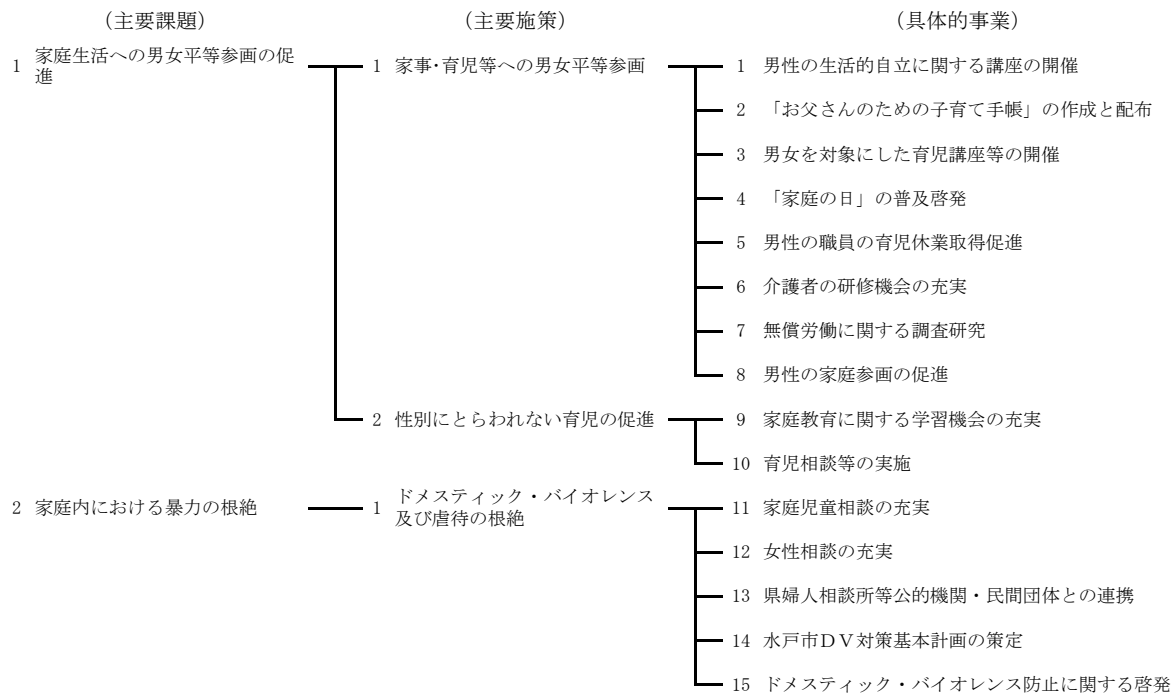 （主要課題） （主要施策） （具体的事業）
1 家庭生活への男女平等参画の促
進
1 家事・育児等への男女平等参画
1 男性の生活的自立に関する講座の開催
2 「お父さんのための子育て手帳」の作成と配布
3 男女を対象にした育児講座等の開催
4 「家庭の日」の普及啓発
5 男性の職員の育児休業取得促進
6 介護者の研修機会の充実
7 無償労働に関する調査研究
8 男性の家庭参画の促進
2 性別にとらわれない育児の促進
9 家庭教育に関する学習機会の充実
10 育児相談等の実施
2 家庭内における暴力の根絶
1 ドメスティック・バイオレンス
及び虐待の根絶
11 家庭児童相談の充実
12 女性相談の充実
13 県婦人相談所等公的機関・民間団体との連携
14 水戸市ＤＶ対策基本計画の策定
15 ドメスティック・バイオレンス防止に関する啓発